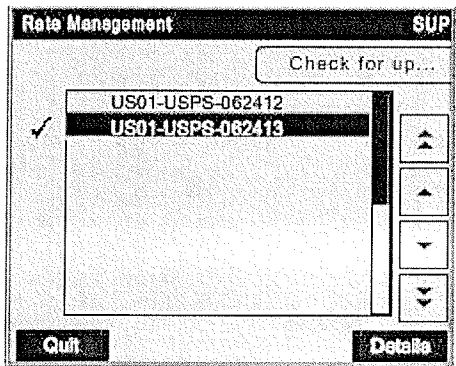 Rate Management SUP
Check for up...
US01-USPS-062412
US01-USPS-062413
Quit Details